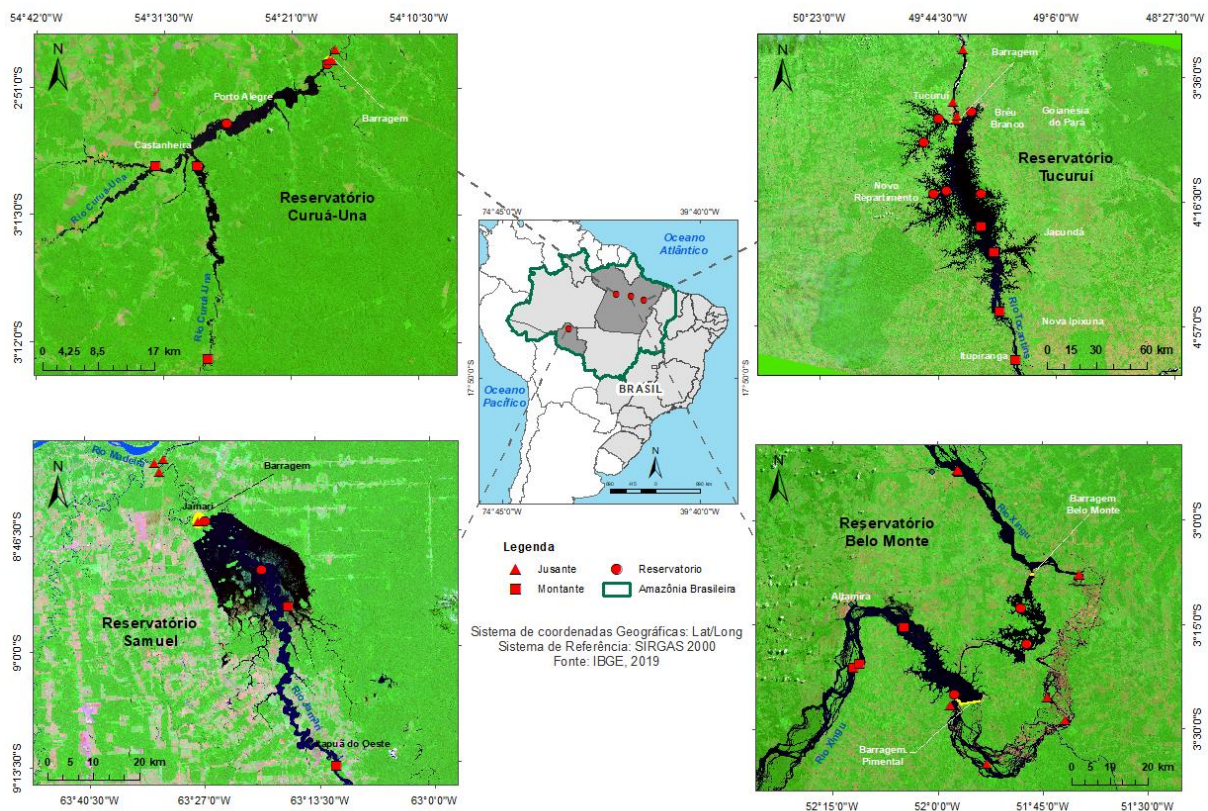 54°42'0"W
54°31'30"W
54°21'0"W
54°10'30"W
N
2°51'0"S
3°1'30"S
3°12'0"S
Porto Alegre
Barragem
Castanheira
Rio Curuá-Una
Reservatório
Curuá-Una
Rio Curuá-Una
0 4,25 8,5 17 km
50°23'0"W
49°44'30"W
49°6'0"W
48°27'30"W
N
3°36'0"S
4°16'30"S
4°57'0"S
Barragem
Tucuruí
Bréu
Branco
Goianésia
do Pará
Reservatório
Tucuruí
Novo
Repartimento
Jacundá
Rio Tocantins
Nova Ipixuna
Itupiranga
0 15 30 60 km
74°45'0"W
39°40'0"W
Oceano
Atlântico
Oceano
Pacífico
BRASIL
17°50'0"S
17°50'0"S
N
74°45'0"W
39°40'0"W
Legenda
Jusante
Reservatorio
Montante
Amazônia Brasileira
Sistema de coordenadas Geográficas: Lat/Long
Sistema de Referência: SIRGAS 2000
Fonte: IBGE, 2019
N
Rio Madeira
Barragem
Jamari
8°46'30"S
9°0'0"S
9°13'30"S
Reservatório
Samuel
Rio Jamari
Itapuã do Oeste
0 5 10 20 km
63°40'30"W
63°27'0"W
63°13'30"W
63°0'0"W
N
Reservatório
Belo Monte
Rio Xingu
Barragem
Belo Monte
Altamira
3°0'0"S
3°15'0"S
3°30'0"S
Rio Xingu
Barragem
Pimental
0 5 10 20 km
52°15'0"W
52°0'0"W
51°45'0"W
51°30'0"W